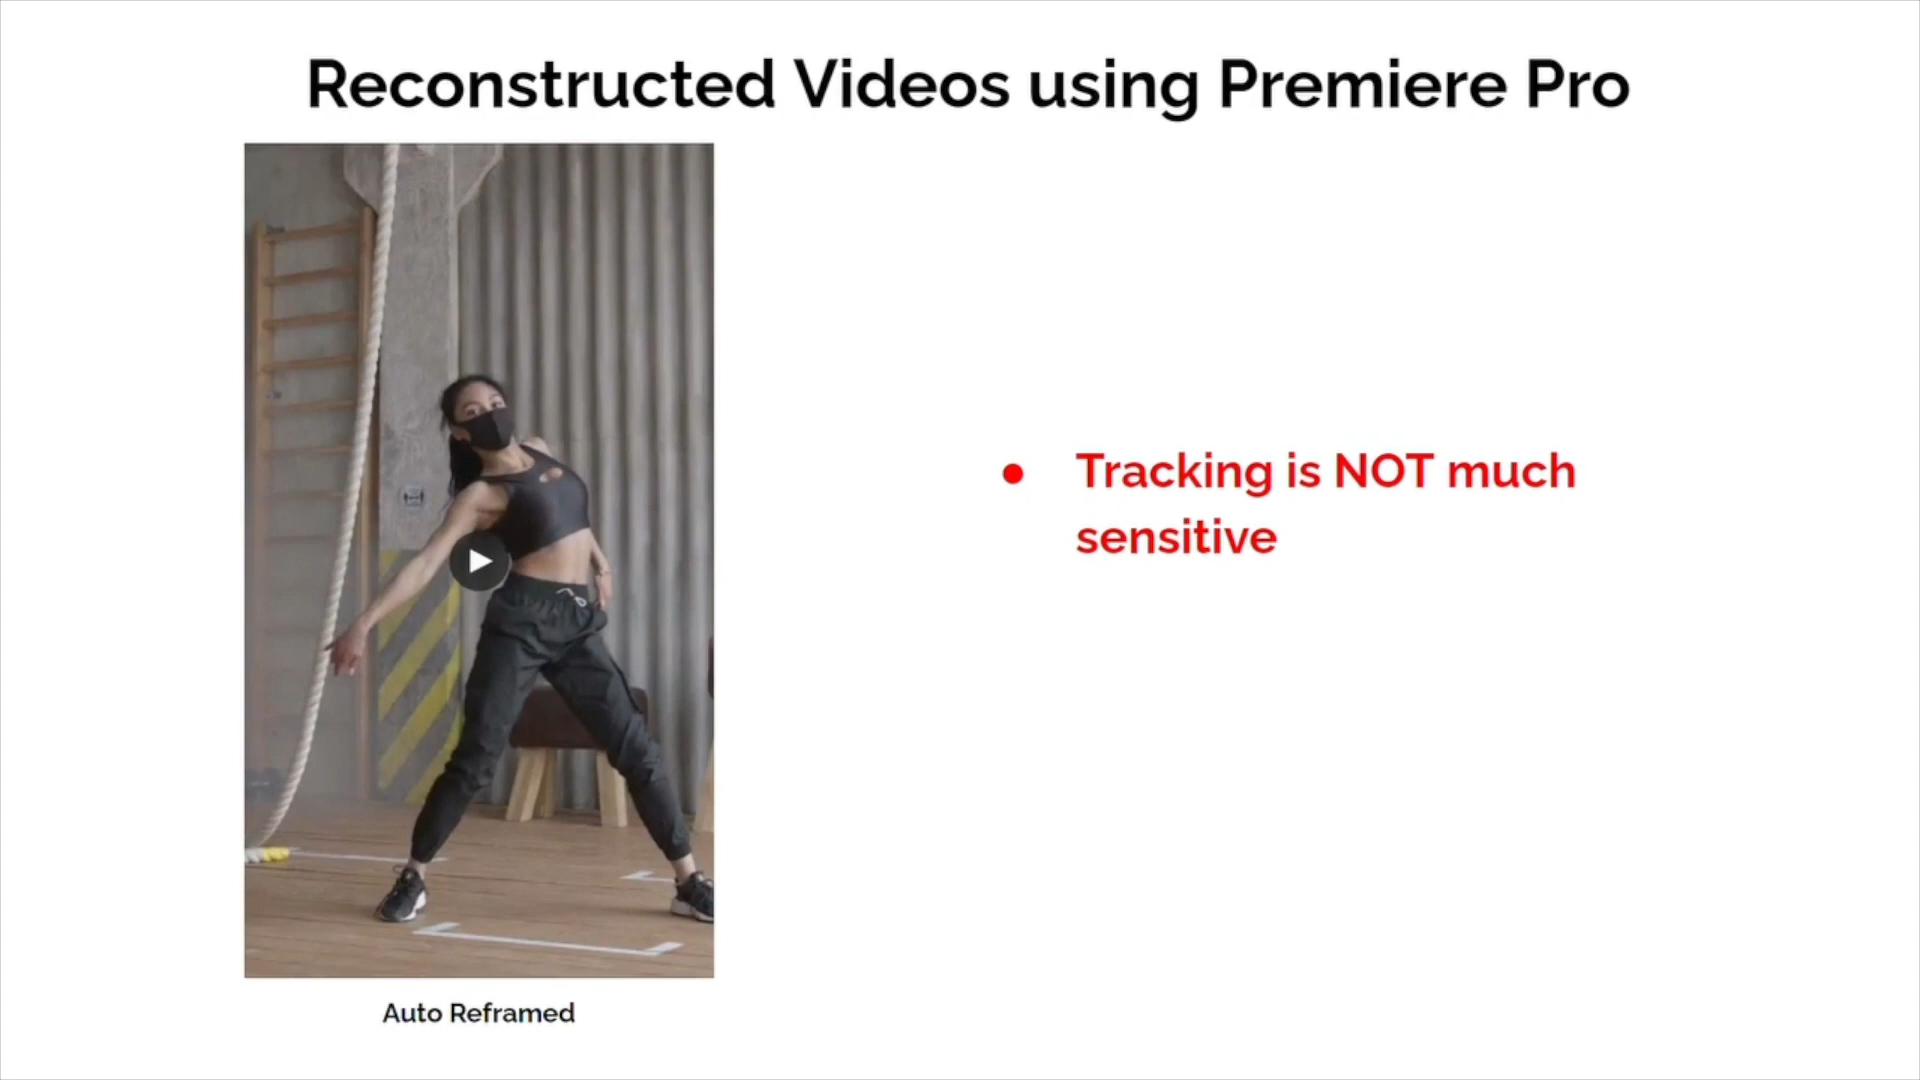 Reconstructed Videos using Premiere Pro
● Tracking is NOT much
sensitive
Auto Reframed